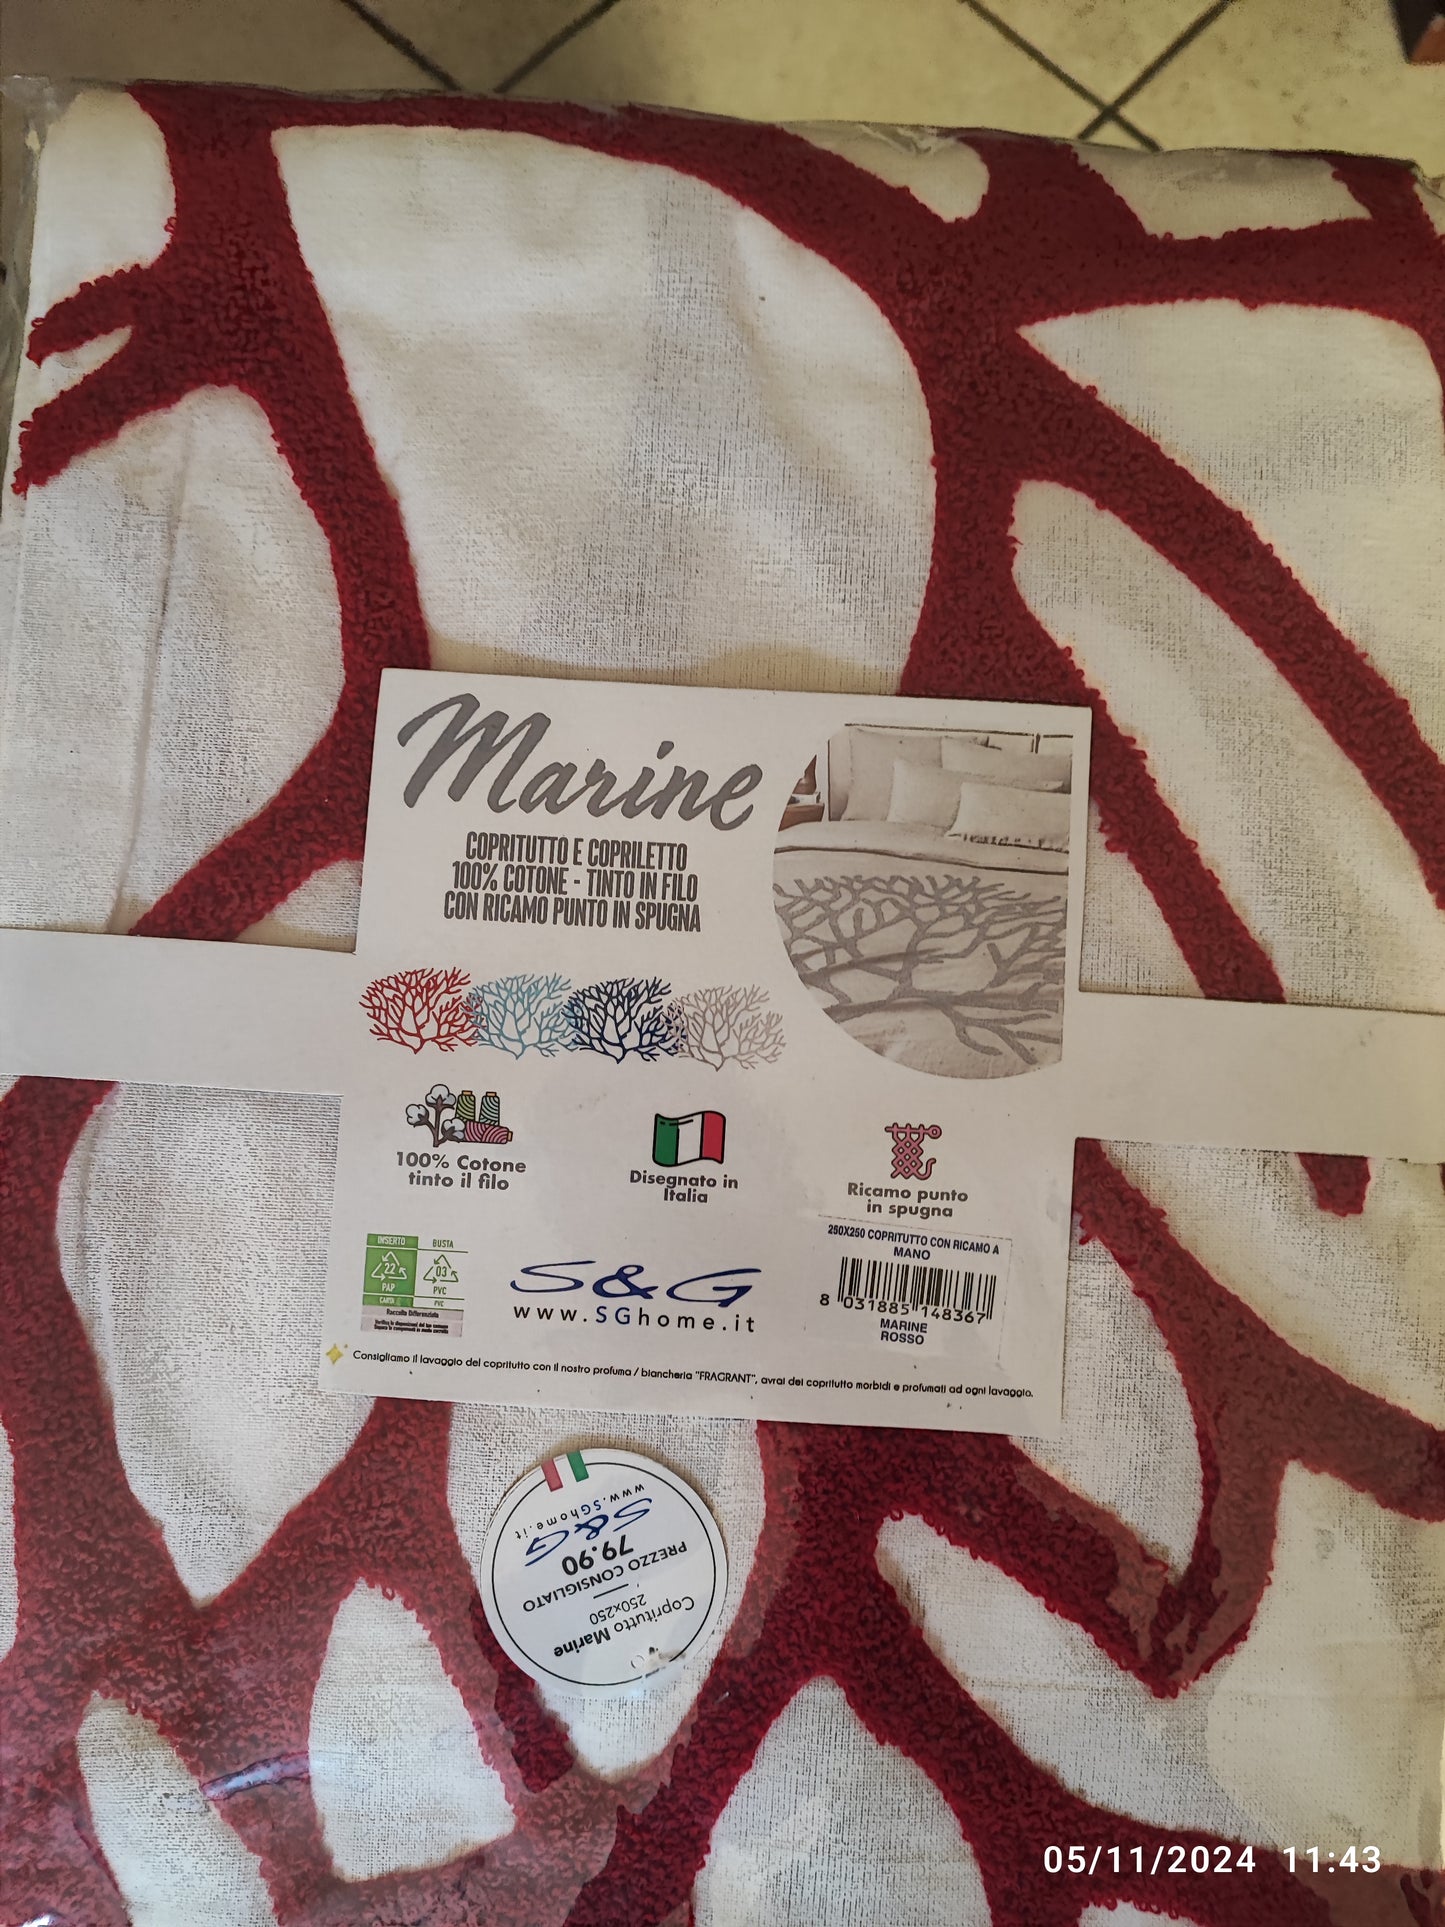 Marine
COPRITUTTO E COPRILETTO
100% COTONE - TINTO IN FILO
CON RICAMO PUNTO IN SPUGNA
100% Cotone
tinto il filo
Disegnato in
Italia
Ricamo punto
in spugna
INSERTO
22
PAP
CARTA
BUSTA
03
PVC
PVC
Raccolta Differenziata
S&G
www.SGhome.it
250X250 COPRITUTTO CON RICAMO A
MANO
8 031885 148367
MARINE
ROSSO
Consigliamo il lavaggio del copritutto con il nostro profuma / biancheria "FRAGRANT", avrai dei copritutto morbidi e profumati ad ogni lavaggio.
Copritutto Marine
250x250
PREZZO CONSIGLIATO
79.90
S&G
www.SGhome.it
05/11/2024 11:43